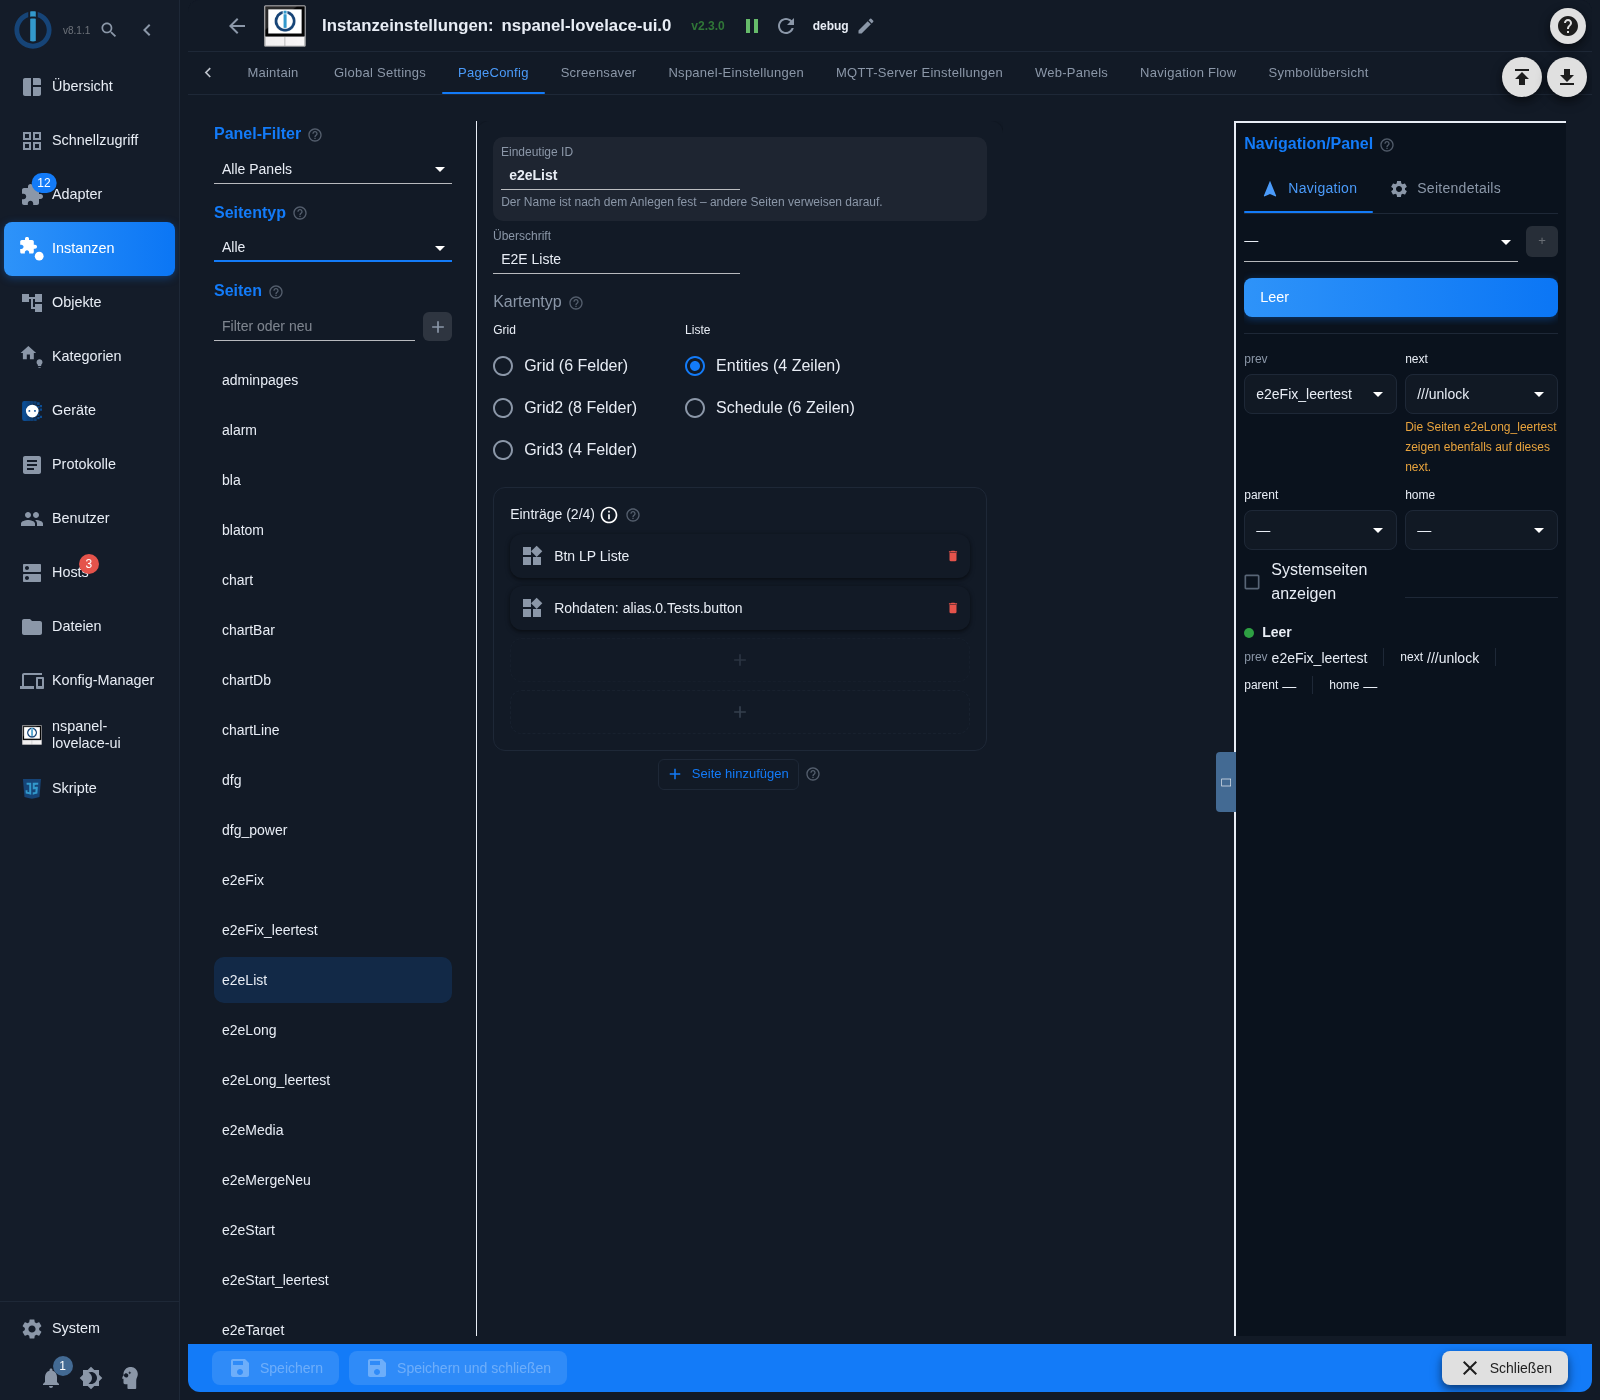 v8.1.1
Übersicht
Schnellzugriff
12
Adapter
Instanzen
Objekte
Kategorien
Geräte
Protokolle
Benutzer
Hosts
3
Dateien
Konfig-Manager
nspanel-
lovelace-ui
Skripte
System
1
Instanzeinstellungen: nspanel-lovelace-ui.0
v2.3.0
debug
Maintain
Global Settings
PageConfig
Screensaver
Nspanel-Einstellungen
MQTT-Server Einstellungen
Web-Panels
Navigation Flow
Symbolübersicht
Panel-Filter
Alle Panels
Seitentyp
Alle
Seiten
Filter oder neu
adminpages
alarm
bla
blatom
chart
chartBar
chartDb
chartLine
dfg
dfg_power
e2eFix
e2eFix_leertest
e2eList
e2eLong
e2eLong_leertest
e2eMedia
e2eMergeNeu
e2eStart
e2eStart_leertest
e2eTarget
Eindeutige ID
e2eList
Der Name ist nach dem Anlegen fest – andere Seiten verweisen darauf.
Überschrift
E2E Liste
Kartentyp
Grid
Liste
Grid (6 Felder)
Entities (4 Zeilen)
Grid2 (8 Felder)
Schedule (6 Zeilen)
Grid3 (4 Felder)
Einträge (2/4)
Btn LP Liste
Rohdaten: alias.0.Tests.button
Seite hinzufügen
Navigation/Panel
Navigation
Seitendetails
—
+
Leer
prev
next
e2eFix_leertest
///unlock
Die Seiten e2eLong_leertest
zeigen ebenfalls auf dieses
next.
parent
home
—
—
Systemseiten
anzeigen
Leer
prev e2eFix_leertest
next ///unlock
parent —
home —
Speichern
Speichern und schließen
Schließen